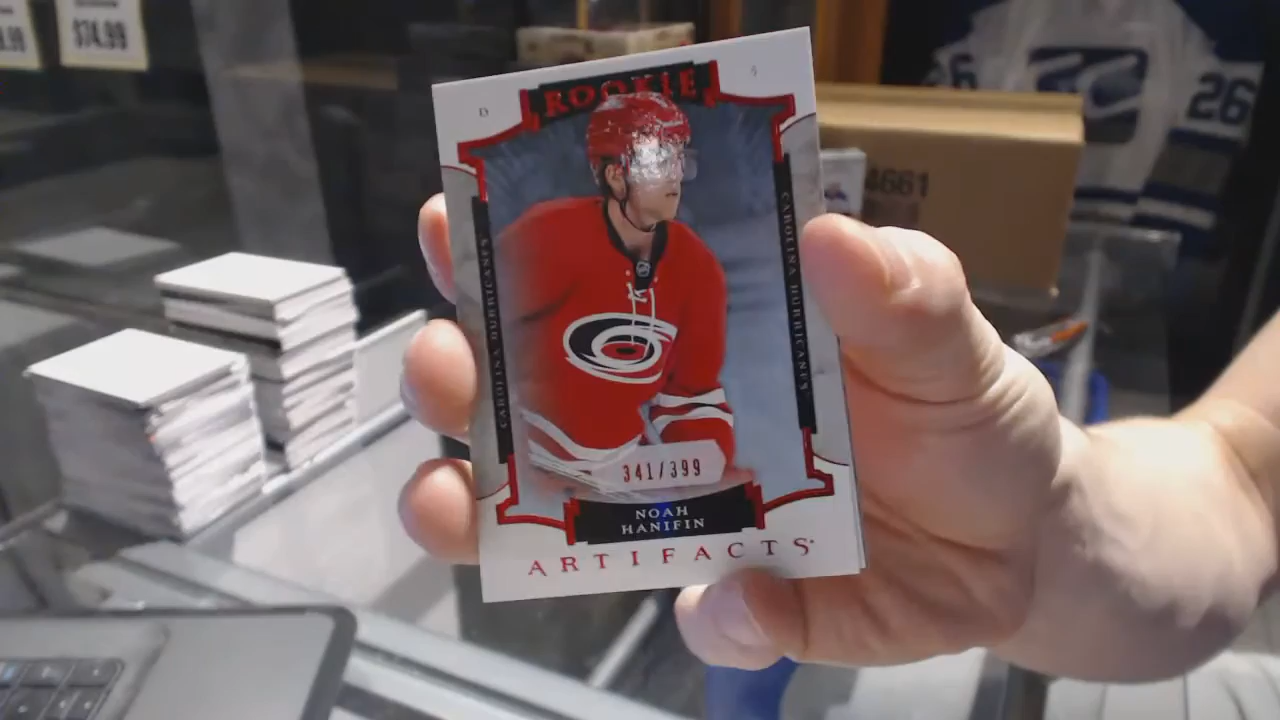 $74.99
ROOKIE
D
CAROLINA HURRICANES
CAROLINA HURRICANES
341/399
NOAH
HANIFIN
ARTIFACTS
4661
26